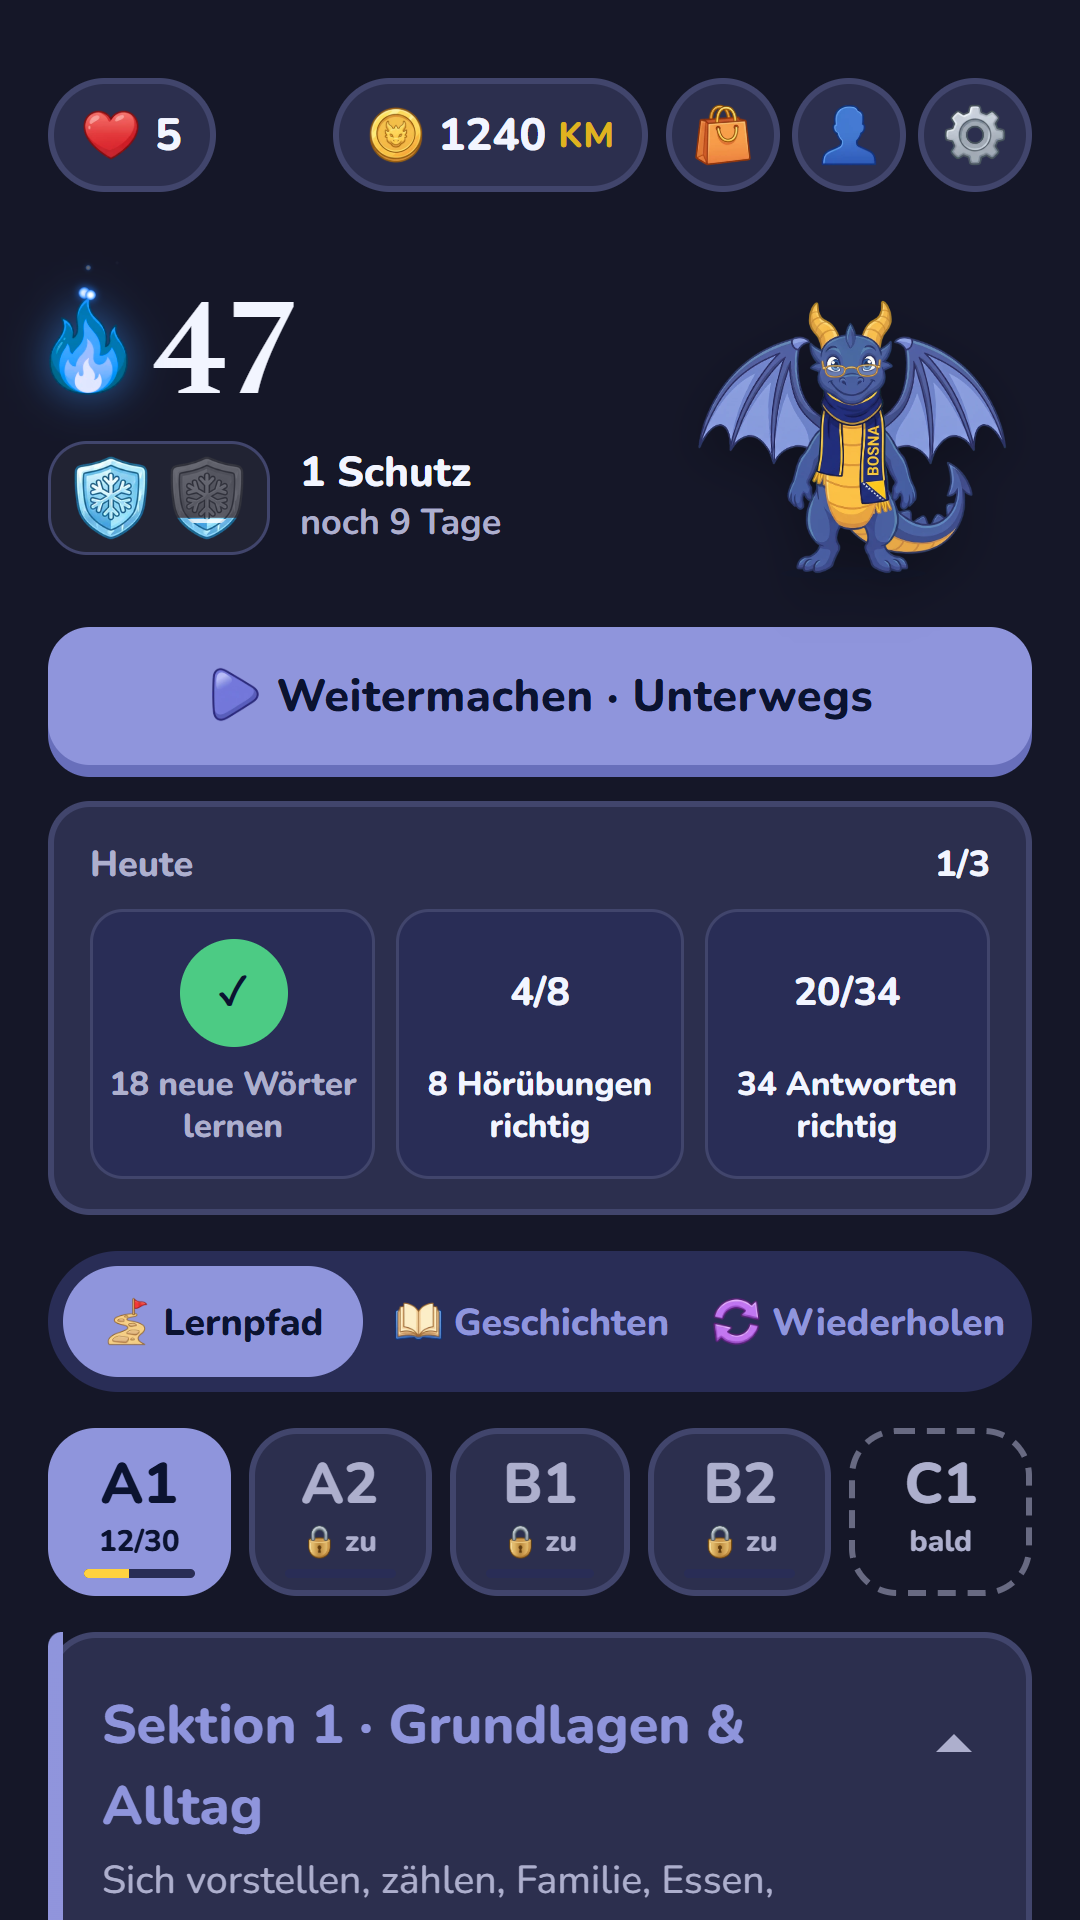 5
1240 KM
47
BOSNA
1 Schutz
noch 9 Tage
Weitermachen · Unterwegs
Heute
1/3
✓
4/8
20/34
18 neue Wörter
lernen
8 Hörübungen
richtig
34 Antworten
richtig
Lernpfad
Geschichten
Wiederholen
A1
12/30
A2
zu
B1
zu
B2
zu
C1
bald
Sektion 1 · Grundlagen &
Alltag
Sich vorstellen, zählen, Familie, Essen,